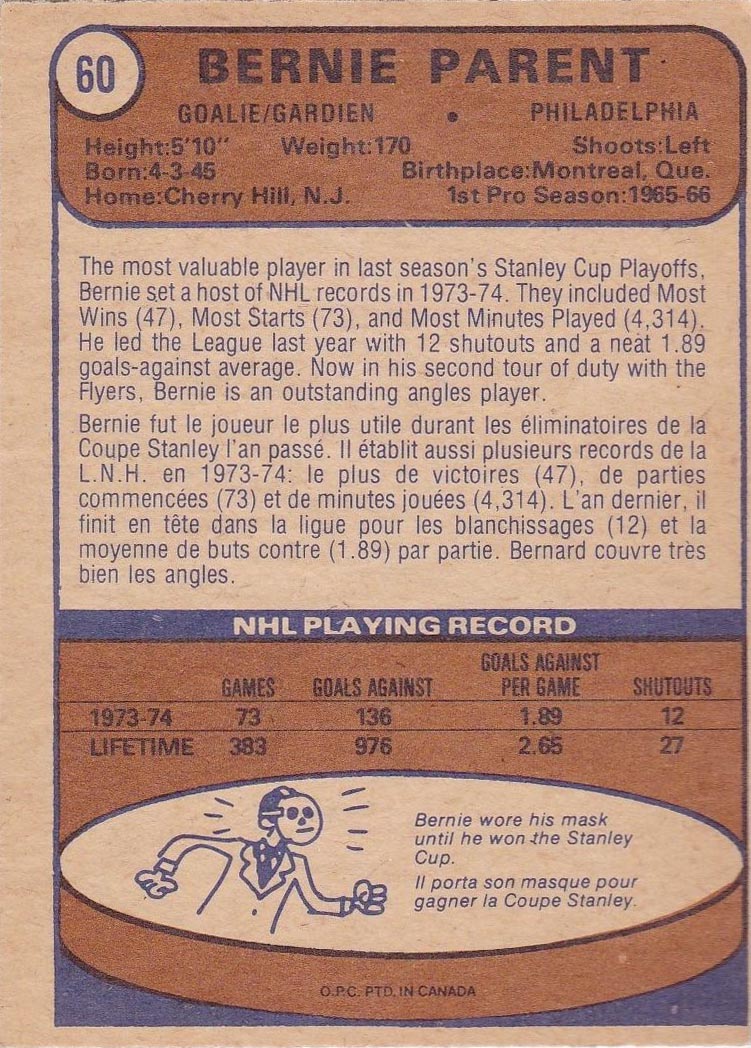 60
BERNIE PARENT
GOALIE/GARDIEN • PHILADELPHIA
Height:5'10" Weight:170 Shoots:Left
Born:4-3-45 Birthplace:Montreal, Que.
Home:Cherry Hill, N.J. 1st Pro Season:1965-66
The most valuable player in last season's Stanley Cup Playoffs,
Bernie set a host of NHL records in 1973-74. They included Most
Wins (47), Most Starts (73), and Most Minutes Played (4,314).
He led the League last year with 12 shutouts and a neat 1.89
goals-against average. Now in his second tour of duty with the
Flyers, Bernie is an outstanding angles player.
Bernie fut le joueur le plus utile durant les éliminatoires de la
Coupe Stanley l'an passé. Il établit aussi plusieurs records de la
L.N.H. en 1973-74: le plus de victoires (47), de parties
commencées (73) et de minutes jouées (4,314). L'an dernier, il
finit en tête dans la ligue pour les blanchissages (12) et la
moyenne de buts contre (1.89) par partie. Bernard couvre très
bien les angles.
NHL PLAYING RECORD
GAMES GOALS AGAINST GOALS AGAINST PER GAME SHUTOUTS
1973-74 73 136 1.89 12
LIFETIME 383 976 2.65 27
Bernie wore his mask
until he won the Stanley
Cup.
Il porta son masque pour
gagner la Coupe Stanley.
O.P.C. PTD. IN CANADA